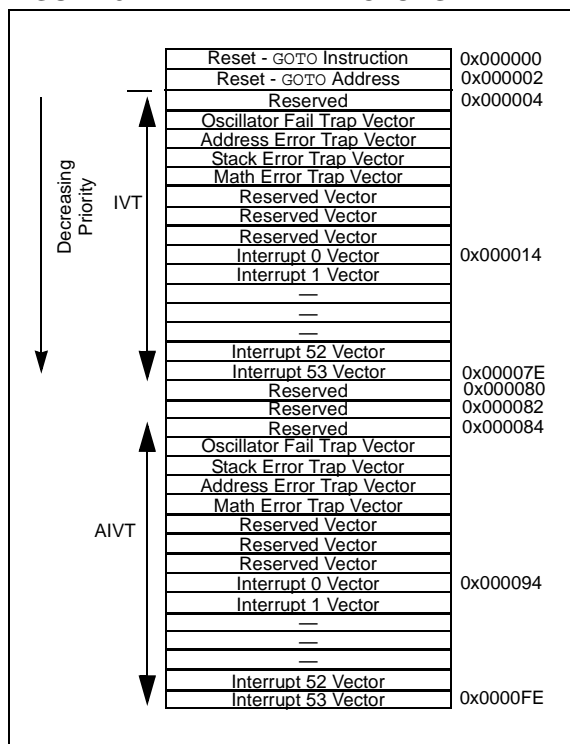 Reset - GOTO Instruction 0x000000
Reset - GOTO Address 0x000002
Reserved 0x000004
Oscillator Fail Trap Vector
Address Error Trap Vector
Stack Error Trap Vector
Math Error Trap Vector
Reserved Vector
Reserved Vector
Reserved Vector
Interrupt 0 Vector 0x000014
Interrupt 1 Vector
—
—
—
Interrupt 52 Vector
Interrupt 53 Vector 0x00007E
Reserved 0x000080
Reserved 0x000082
Reserved 0x000084
Oscillator Fail Trap Vector
Stack Error Trap Vector
Address Error Trap Vector
Math Error Trap Vector
Reserved Vector
Reserved Vector
Reserved Vector
Interrupt 0 Vector 0x000094
Interrupt 1 Vector
—
—
—
Interrupt 52 Vector
Interrupt 53 Vector 0x0000FE
Decreasing
Priority
IVT
AIVT